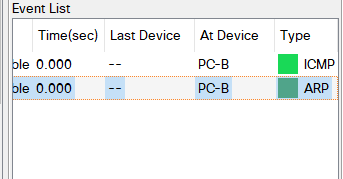 Event List
Time(sec) Last Device At Device Type
ble 0.000 -- PC-B ICMP
ble 0.000 -- PC-B ARP